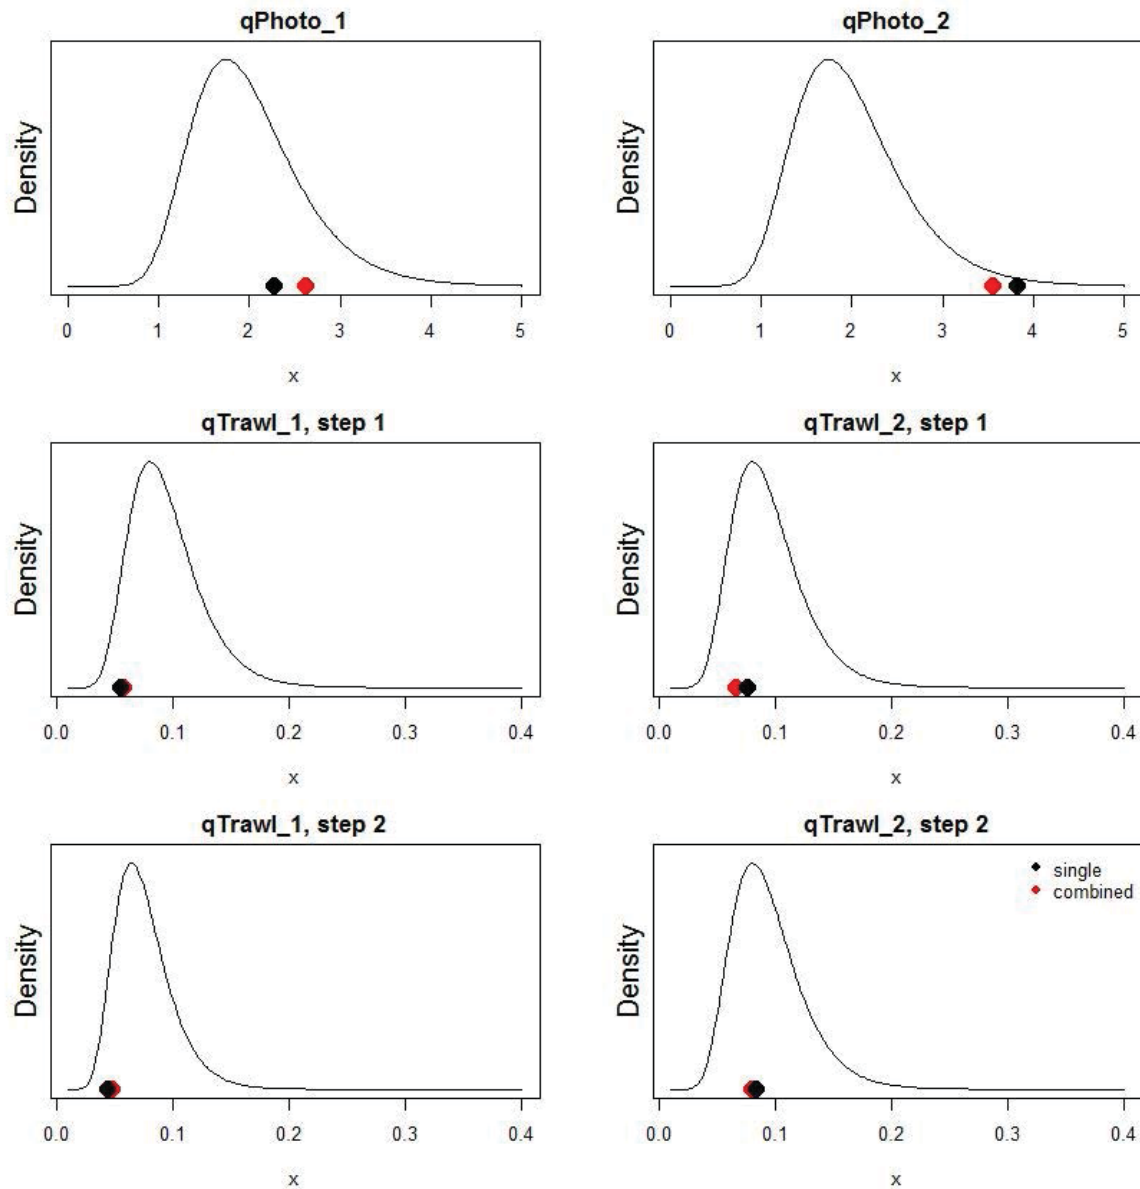 qPhoto_1
Density
0 1 2 3 4 5
x
qPhoto_2
Density
0 1 2 3 4 5
x
qTrawl_1, step 1
Density
0.0 0.1 0.2 0.3 0.4
x
qTrawl_2, step 1
Density
0.0 0.1 0.2 0.3 0.4
x
qTrawl_1, step 2
Density
0.0 0.1 0.2 0.3 0.4
x
qTrawl_2, step 2
single
combined
Density
0.0 0.1 0.2 0.3 0.4
x